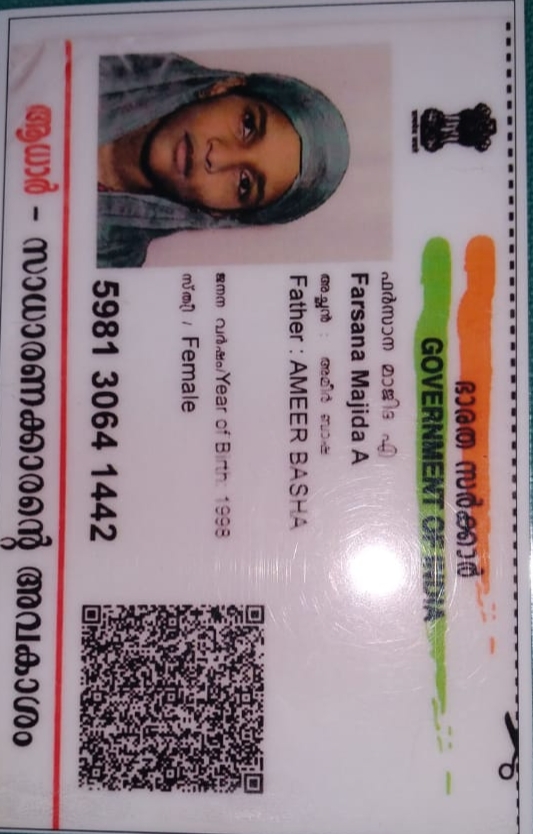 ഭാരത സർക്കാർ
GOVERNMENT OF INDIA
ഫർസാന മാജിദ എ
Farsana Majida A
അച്ഛൻ : അമീർ ബാഷ
Father : AMEER BASHA
ജനന വർഷം/Year of Birth: 1998
സ്ത്രീ / Female
5981 3064 1442
ആധാർ - സാധാരണക്കാരന്റെ അവകാശം